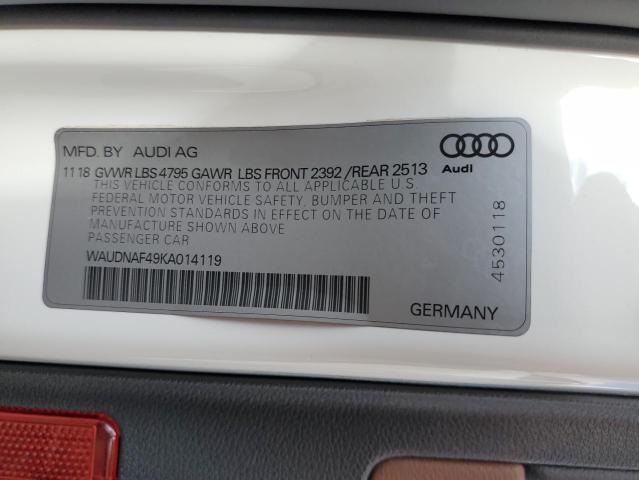 MFD. BY AUDI AG
11 18 GWWR LBS 4795 GAWR LBS FRONT 2392 / REAR 2513
THIS VEHICLE CONFORMS TO ALL APPLICABLE U.S.
FEDERAL MOTOR VEHICLE SAFETY, BUMPER AND THEFT
PREVENTION STANDARDS IN EFFECT ON THE DATE OF
MANUFACTURE SHOWN ABOVE
PASSENGER CAR
WAUDNAF49KA014119
Audi
4530118
GERMANY